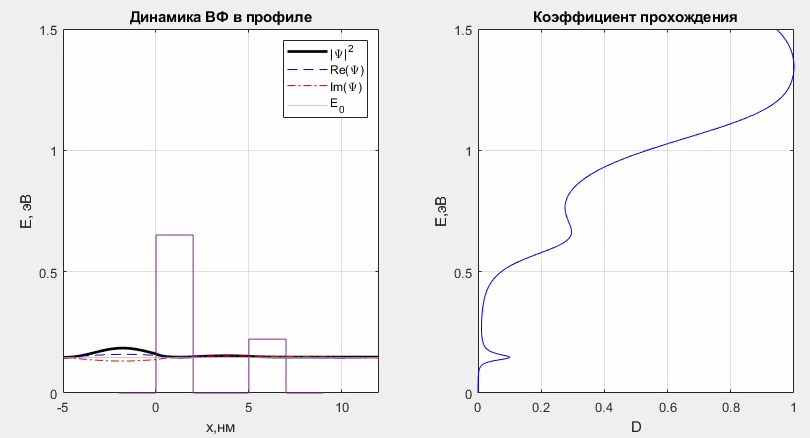 Динамика ВФ в профиле
1.5
1
0.5
0
E, эВ
-5
0
5
10
x,нм
|Ψ|²
Re(Ψ)
Im(Ψ)
E₀
Коэффициент прохождения
1.5
1
0.5
0
E,эВ
0
0.2
0.4
0.6
0.8
1
D